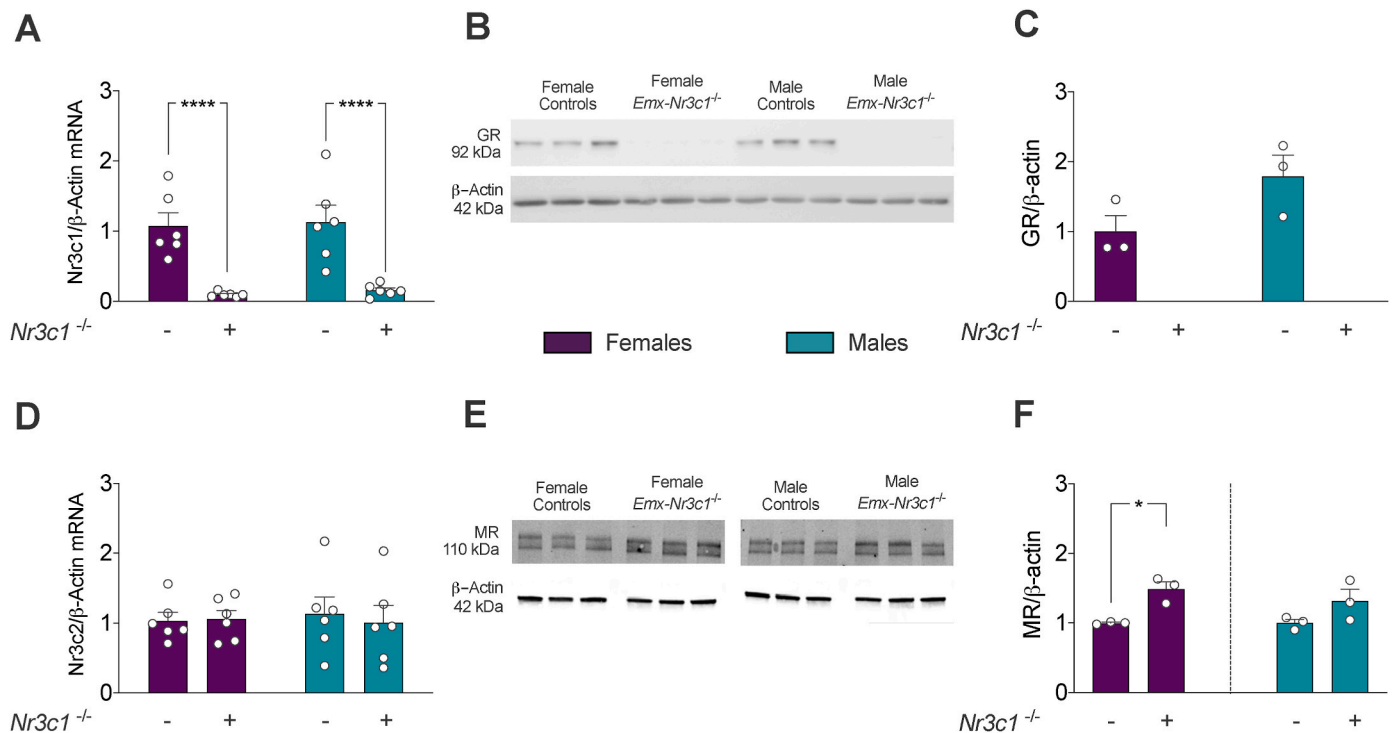 A
3
2
1
0
Nr3c1/β-Actin mRNA
****
****
Nr3c1 -/-
-
+
-
+
B
Female
Controls
Female
Emx-Nr3c1-/-
Male
Controls
Male
Emx-Nr3c1-/-
GR
92 kDa
β–Actin
42 kDa
C
3
2
1
0
GR/β-actin
Nr3c1 -/-
-
+
-
+
Females
Males
D
3
2
1
0
Nr3c2/β-Actin mRNA
Nr3c1 -/-
-
+
-
+
E
Female
Controls
Female
Emx-Nr3c1-/-
Male
Controls
Male
Emx-Nr3c1-/-
MR
110 kDa
β–Actin
42 kDa
F
3
2
1
0
MR/β-actin
*
Nr3c1 -/-
-
+
-
+